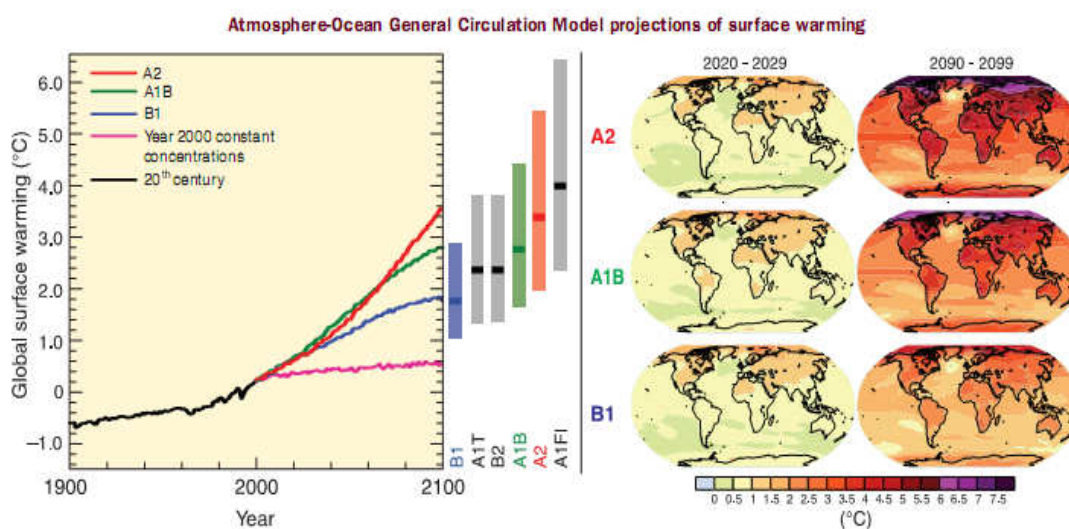 Atmosphere-Ocean General Circulation Model projections of surface warming
6.0
5.0
4.0
3.0
2.0
1.0
0
–1.0
Global surface warming (°C)
A2
A1B
B1
Year 2000 constant
concentrations
20th century
1900
2000
2100
Year
B1
A1T
B2
A1B
A2
A1FI
2020 - 2029
2090 - 2099
A2
A1B
B1
0 0.5 1 1.5 2 2.5 3 3.5 4 4.5 5 5.5 6 6.5 7 7.5
(°C)